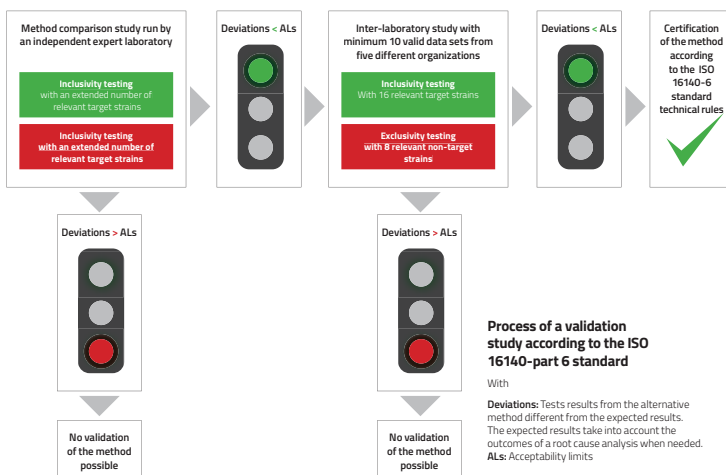 Method comparison study run by
an independent expert laboratory
Inclusivity testing
with an extended number of
relevant target strains
Inclusivity testing
with an extended number of
relevant target strains
Deviations < ALs
Inter-laboratory study with
minimum 10 valid data sets from
five different organizations
Inclusivity testing
With 16 relevant target strains
Exclusivity testing
with 8 relevant non-target
strains
Deviations < ALs
Certification
of the method
according
to the ISO
16140-6
standard
technical rules
Deviations > ALs
No validation
of the method
possible
Deviations > ALs
No validation
of the method
possible
Process of a validation
study according to the ISO
16140-part 6 standard
With
Deviations: Tests results from the alternative
method different from the expected results.
The expected results take into account the
outcomes of a root cause analysis when needed.
ALs: Acceptability limits